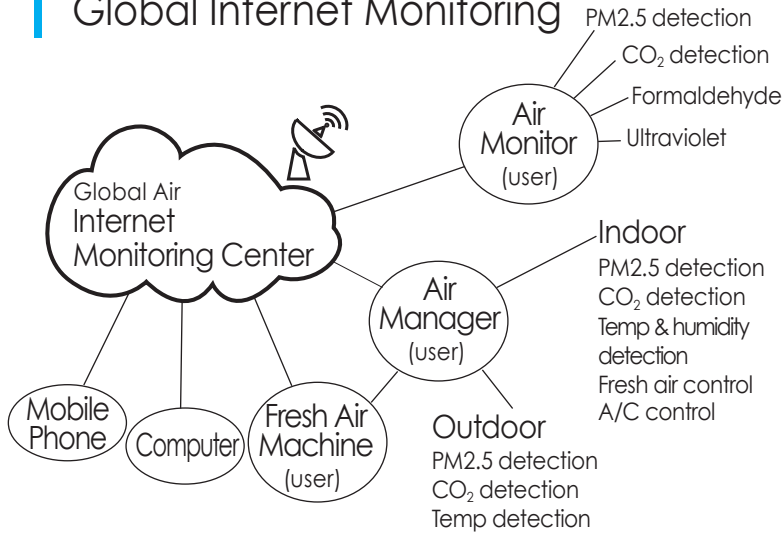 Global Internet Monitoring
PM2.5 detection
CO₂ detection
Formaldehyde
Ultraviolet
Air
Monitor
(user)
Global Air
Internet
Monitoring Center
Air
Manager
(user)
Indoor
PM2.5 detection
CO₂ detection
Temp & humidity
detection
Fresh air control
A/C control
Mobile
Phone
Computer
Fresh Air
Machine
(user)
Outdoor
PM2.5 detection
CO₂ detection
Temp detection